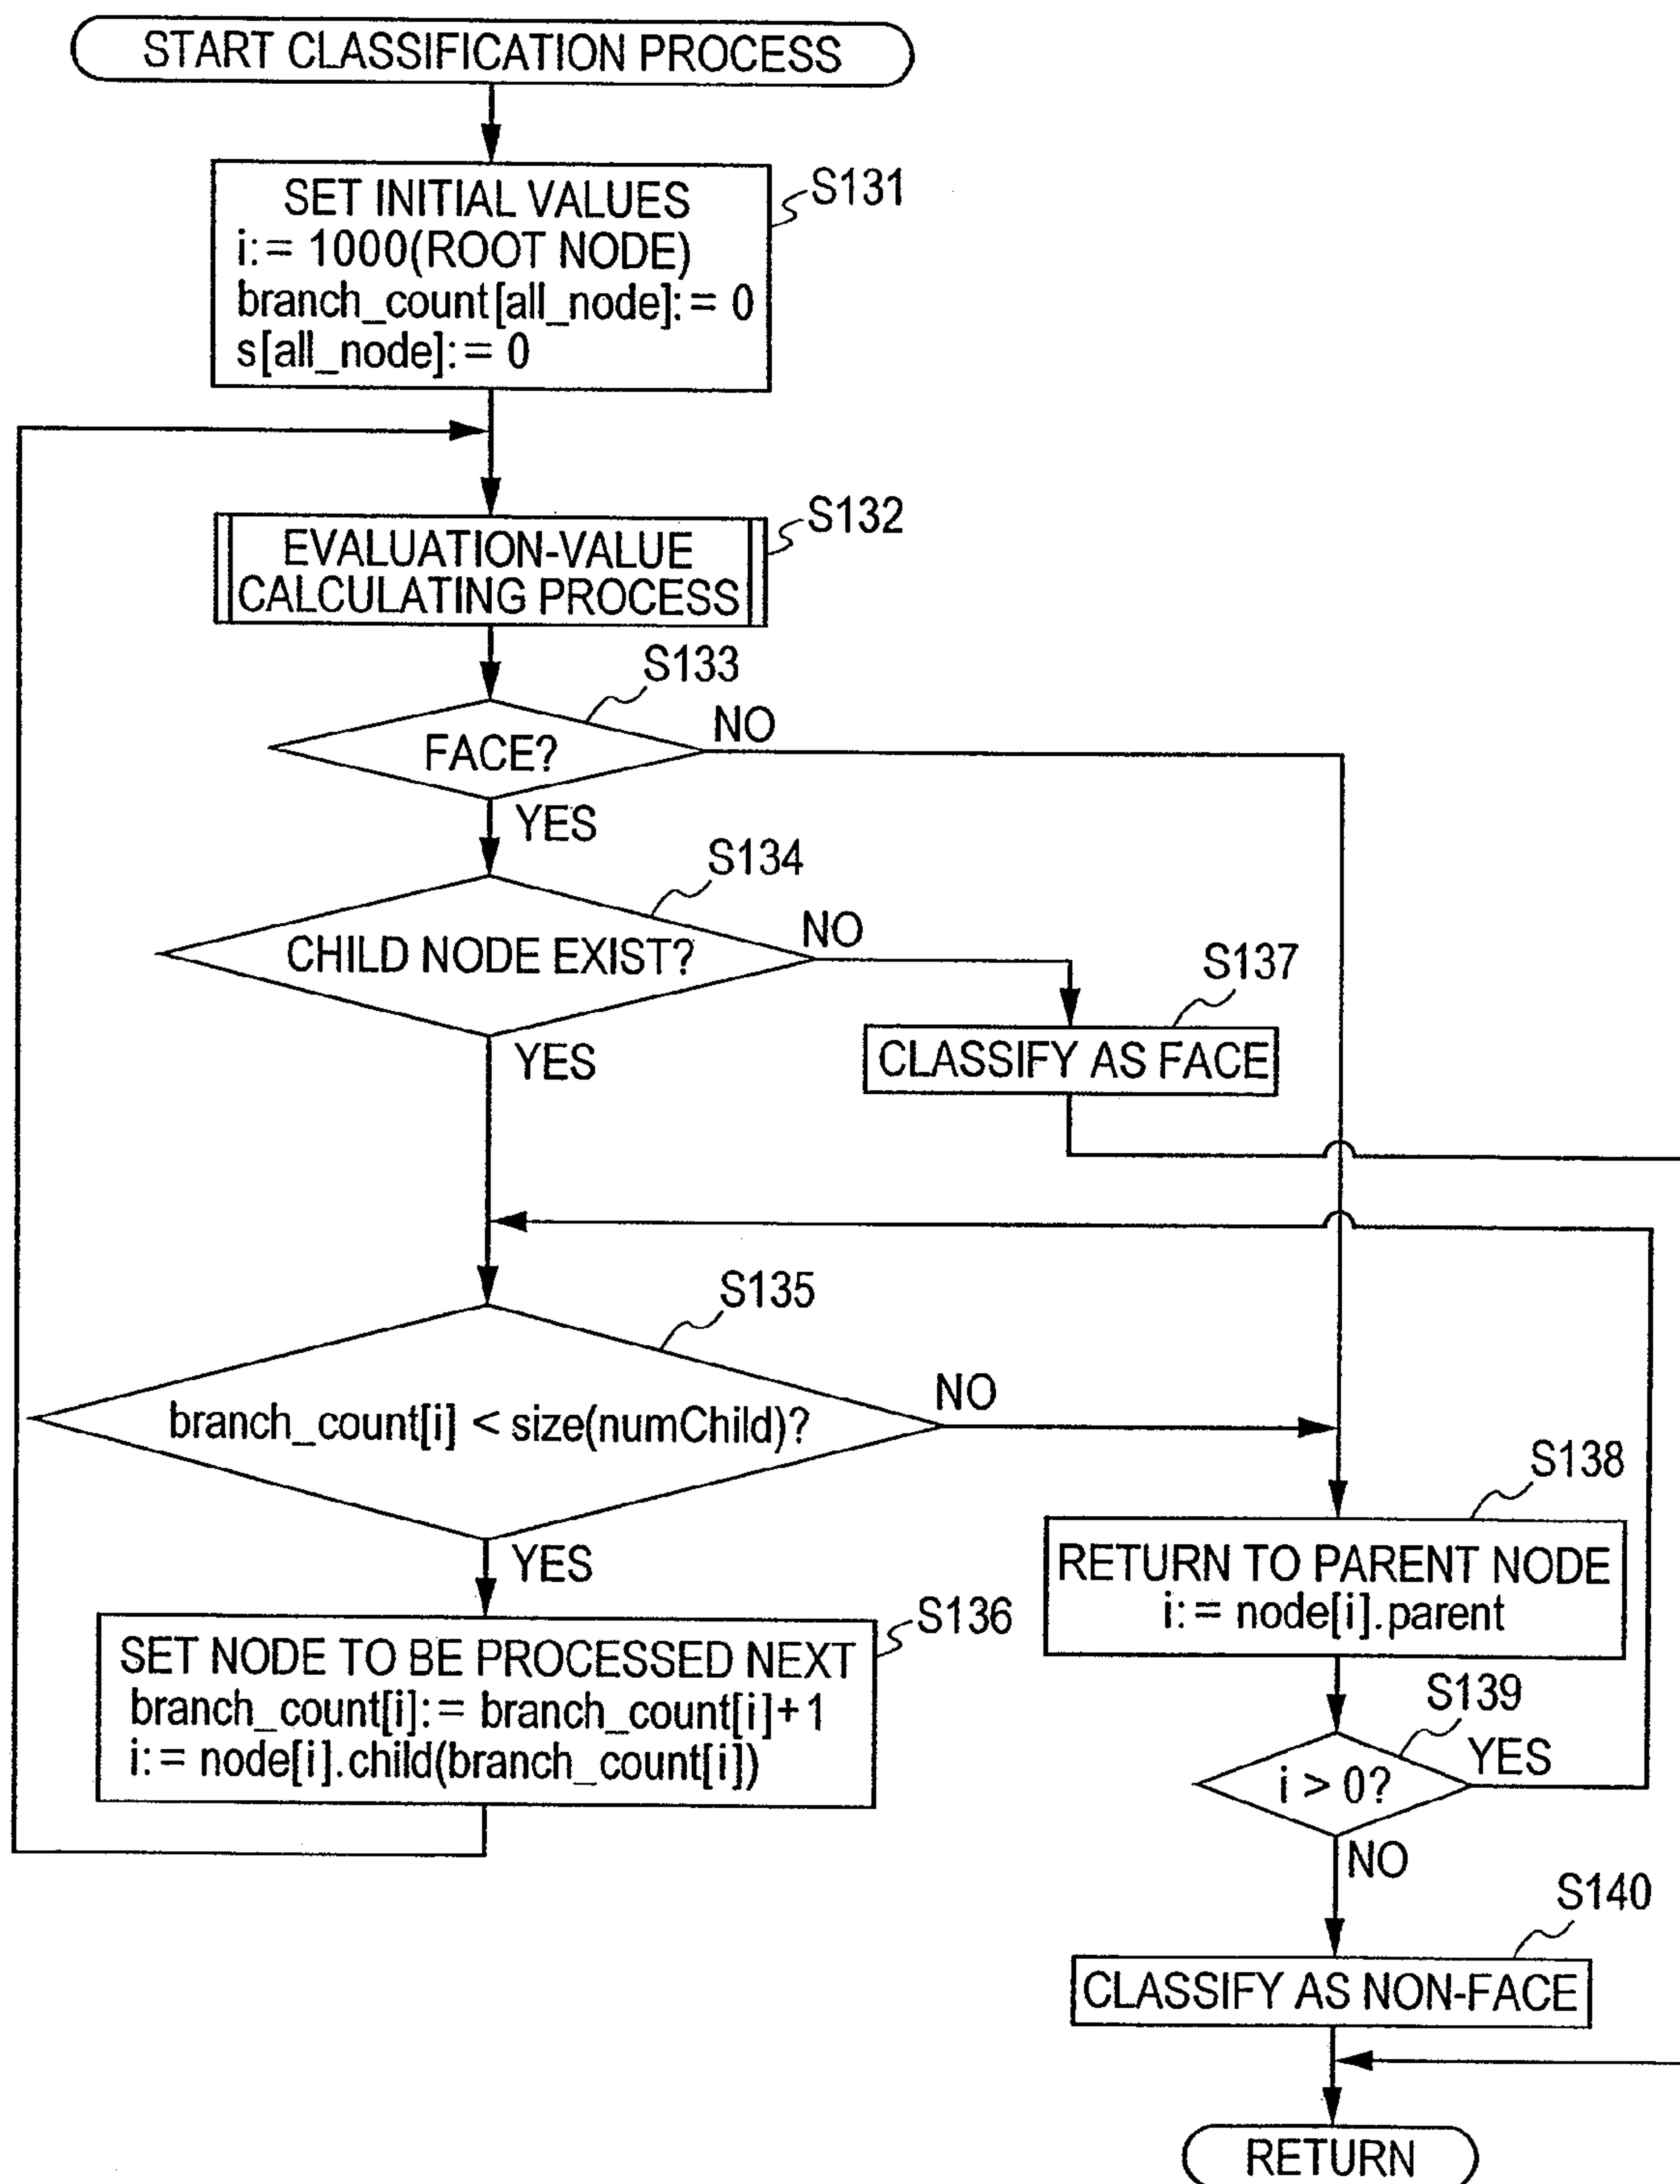 START CLASSIFICATION PROCESS
SET INITIAL VALUES
i:= 1000(ROOT NODE)
branch_count[all_node]:= 0
s[all_node]:= 0
S131
EVALUATION-VALUE
CALCULATING PROCESS
S132
S133
FACE?
NO
YES
S134
CHILD NODE EXIST?
NO
YES
S137
CLASSIFY AS FACE
S135
branch_count[i] < size(numChild)?
NO
YES
S136
SET NODE TO BE PROCESSED NEXT
branch_count[i]:= branch_count[i]+1
i:= node[i].child(branch_count[i])
S138
RETURN TO PARENT NODE
i:= node[i].parent
S139
i > 0?
YES
NO
S140
CLASSIFY AS NON-FACE
RETURN